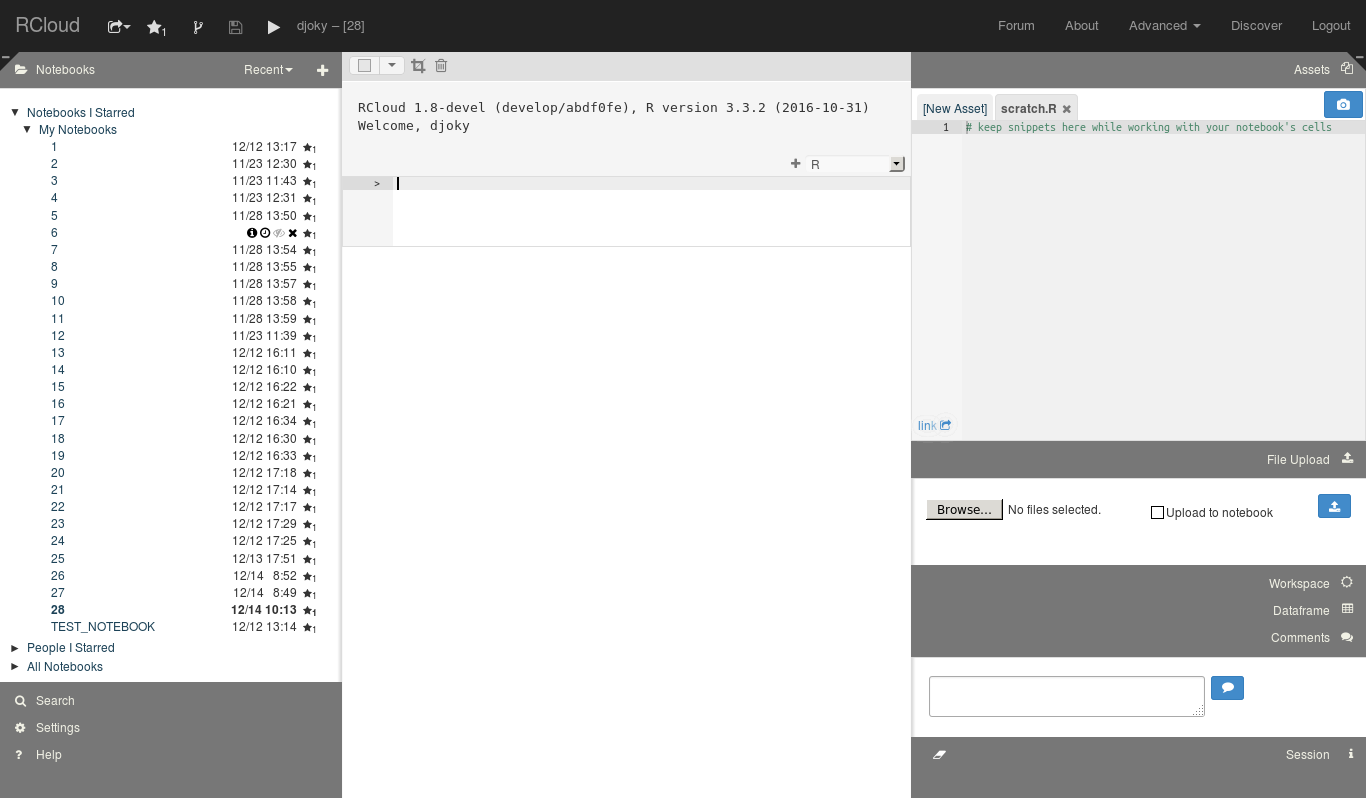 RCloud 1 djoky – [28] Forum About Advanced Discover Logout
Notebooks Recent
Notebooks I Starred
My Notebooks
1 12/12 13:17 1
2 11/23 12:30 1
3 11/23 11:43 1
4 11/23 12:31 1
5 11/28 13:50 1
6 1
7 11/28 13:54 1
8 11/28 13:55 1
9 11/28 13:57 1
10 11/28 13:58 1
11 11/28 13:59 1
12 11/23 11:39 1
13 12/12 16:11 1
14 12/12 16:10 1
15 12/12 16:22 1
16 12/12 16:21 1
17 12/12 16:34 1
18 12/12 16:30 1
19 12/12 16:33 1
20 12/12 17:18 1
21 12/12 17:14 1
22 12/12 17:17 1
23 12/12 17:29 1
24 12/12 17:25 1
25 12/13 17:51 1
26 12/14 8:52 1
27 12/14 8:49 1
28 12/14 10:13 1
TEST_NOTEBOOK 12/12 13:14 1
People I Starred
All Notebooks
Search
Settings
Help
RCloud 1.8-devel (develop/abdf0fe), R version 3.3.2 (2016-10-31)
Welcome, djoky
R
>
Assets
[New Asset] scratch.R
1 # keep snippets here while working with your notebook's cells
link
File Upload
Browse... No files selected. Upload to notebook
Workspace
Dataframe
Comments
Session